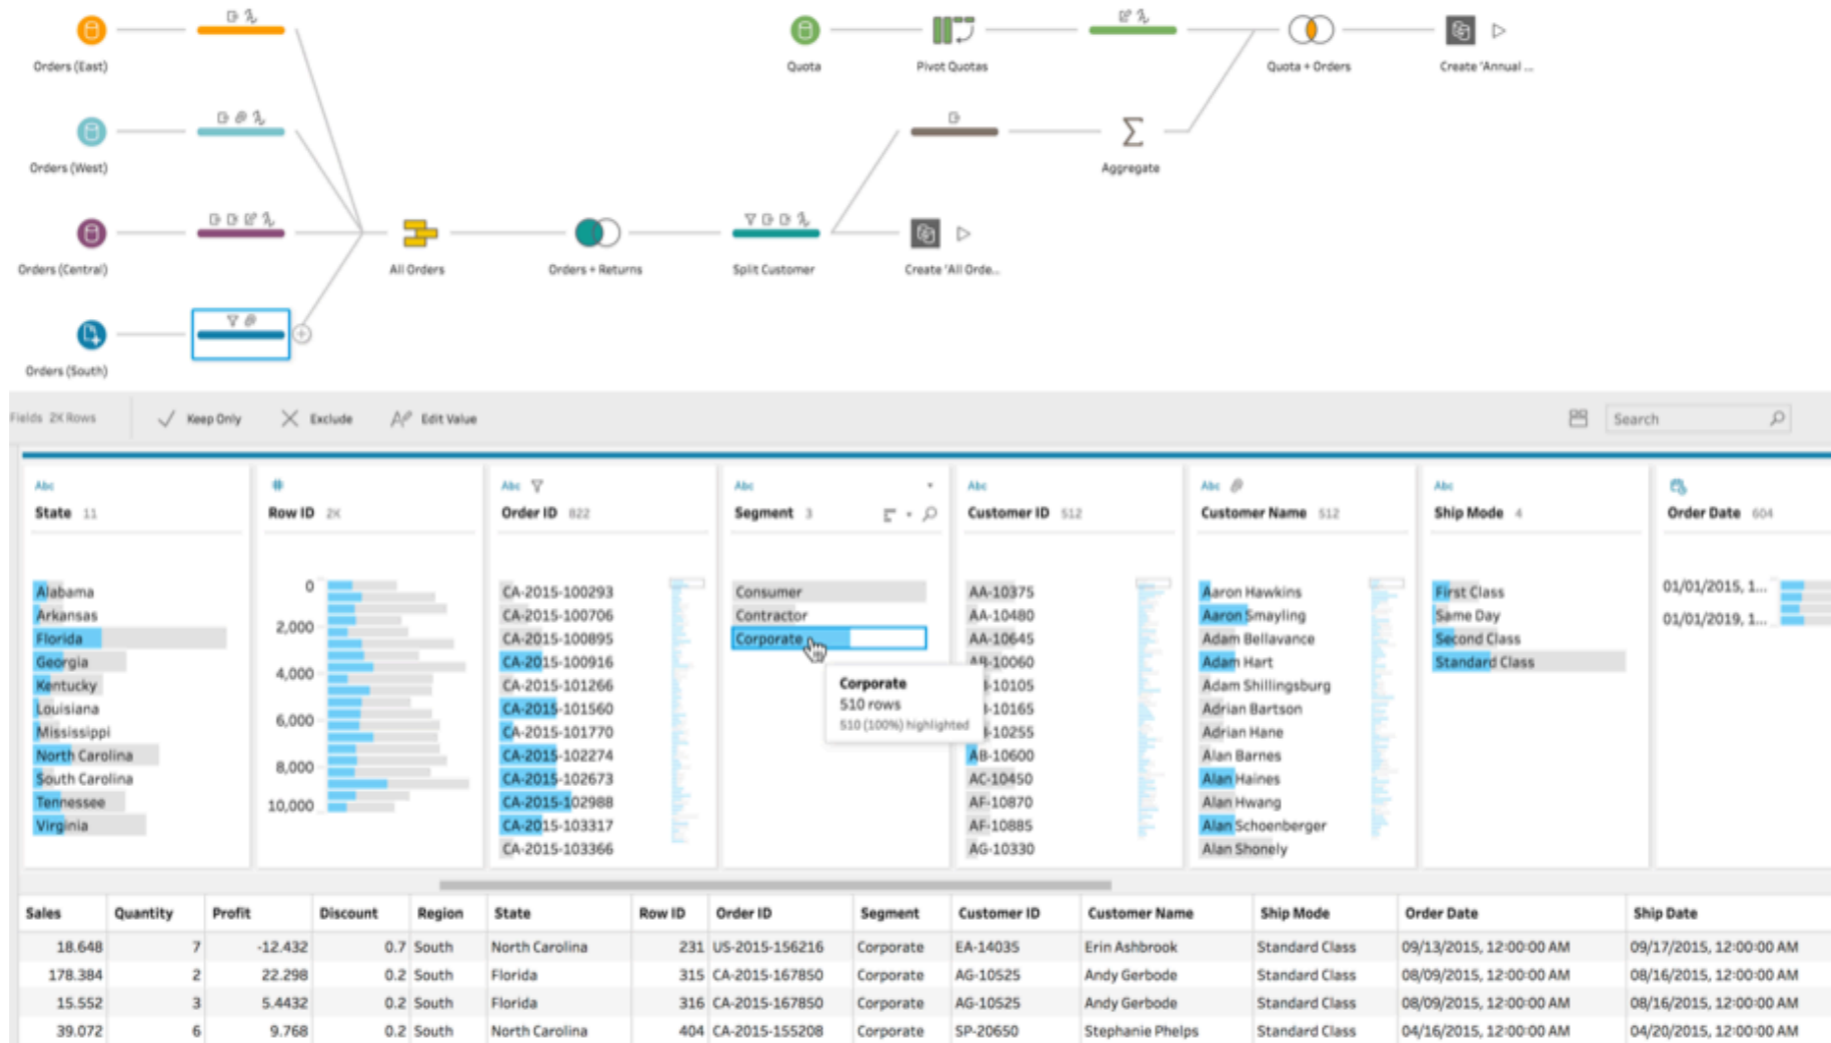 Orders (East)
Quota
Pivot Quotas
Quota + Orders
Create 'Annual ...
Orders (West)
Aggregate
Orders (Central)
All Orders
Orders + Returns
Split Customer
Create 'All Orde...
Orders (South)
Fields 2K Rows
Keep Only
Exclude
Edit Value
Search
Abc
#
Abc
Abc
Abc
Abc
Abc
State 11
Row ID 2K
Order ID 822
Segment 3
Customer ID 512
Customer Name 512
Ship Mode 4
Order Date 604
Alabama
Arkansas
Florida
Georgia
Kentucky
Louisiana
Mississippi
North Carolina
South Carolina
Tennessee
Virginia
0
2,000
4,000
6,000
8,000
10,000
CA-2015-100293
CA-2015-100706
CA-2015-100895
CA-2015-100916
CA-2015-101266
CA-2015-101560
CA-2015-101770
CA-2015-102274
CA-2015-102673
CA-2015-102988
CA-2015-103317
CA-2015-103366
Consumer
Contractor
Corporate
Corporate
510 rows
510 (100%) highlighted
AA-10375
AA-10480
AA-10645
AB-10060
-10105
-10165
-10255
AB-10600
AC-10450
AF-10870
AF-10885
AG-10330
Aaron Hawkins
Aaron Smayling
Adam Bellavance
Adam Hart
Adam Shillingsburg
Adrian Bartson
Adrian Hane
Alan Barnes
Alan Haines
Alan Hwang
Alan Schoenberger
Alan Shonely
First Class
Same Day
Second Class
Standard Class
01/01/2015, 1...
01/01/2019, 1...
Sales Quantity Profit Discount Region State Row ID Order ID Segment Customer ID Customer Name Ship Mode Order Date Ship Date
18.648 7 -12.432 0.7 South North Carolina 231 US-2015-156216 Corporate EA-14035 Erin Ashbrook Standard Class 09/13/2015, 12:00:00 AM 09/17/2015, 12:00:00 AM
178.384 2 22.298 0.2 South Florida 315 CA-2015-167850 Corporate AG-10525 Andy Gerbode Standard Class 08/09/2015, 12:00:00 AM 08/16/2015, 12:00:00 AM
15.552 3 5.4432 0.2 South Florida 316 CA-2015-167850 Corporate AG-10525 Andy Gerbode Standard Class 08/09/2015, 12:00:00 AM 08/16/2015, 12:00:00 AM
39.072 6 9.768 0.2 South North Carolina 404 CA-2015-155208 Corporate SP-20650 Stephanie Phelps Standard Class 04/16/2015, 12:00:00 AM 04/20/2015, 12:00:00 AM